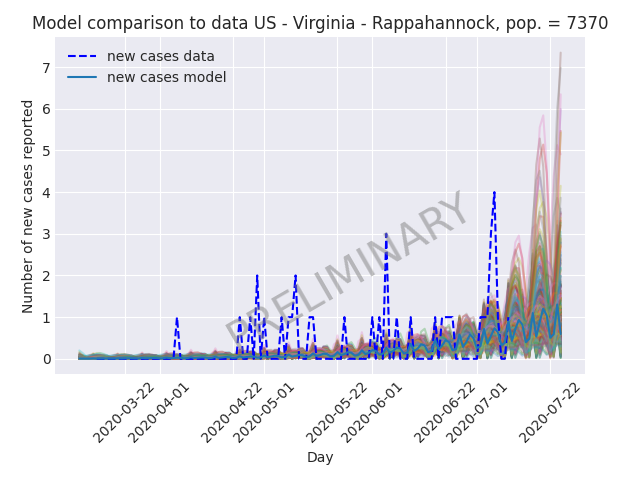 Model comparison to data US - Virginia - Rappahannock, pop. = 7370
new cases data
new cases model
Number of new cases reported
7
6
5
4
3
2
1
0
PRELIMINARY
2020-03-22
2020-04-01
2020-04-22
2020-05-01
2020-05-22
2020-06-01
2020-06-22
2020-07-01
2020-07-22
Day